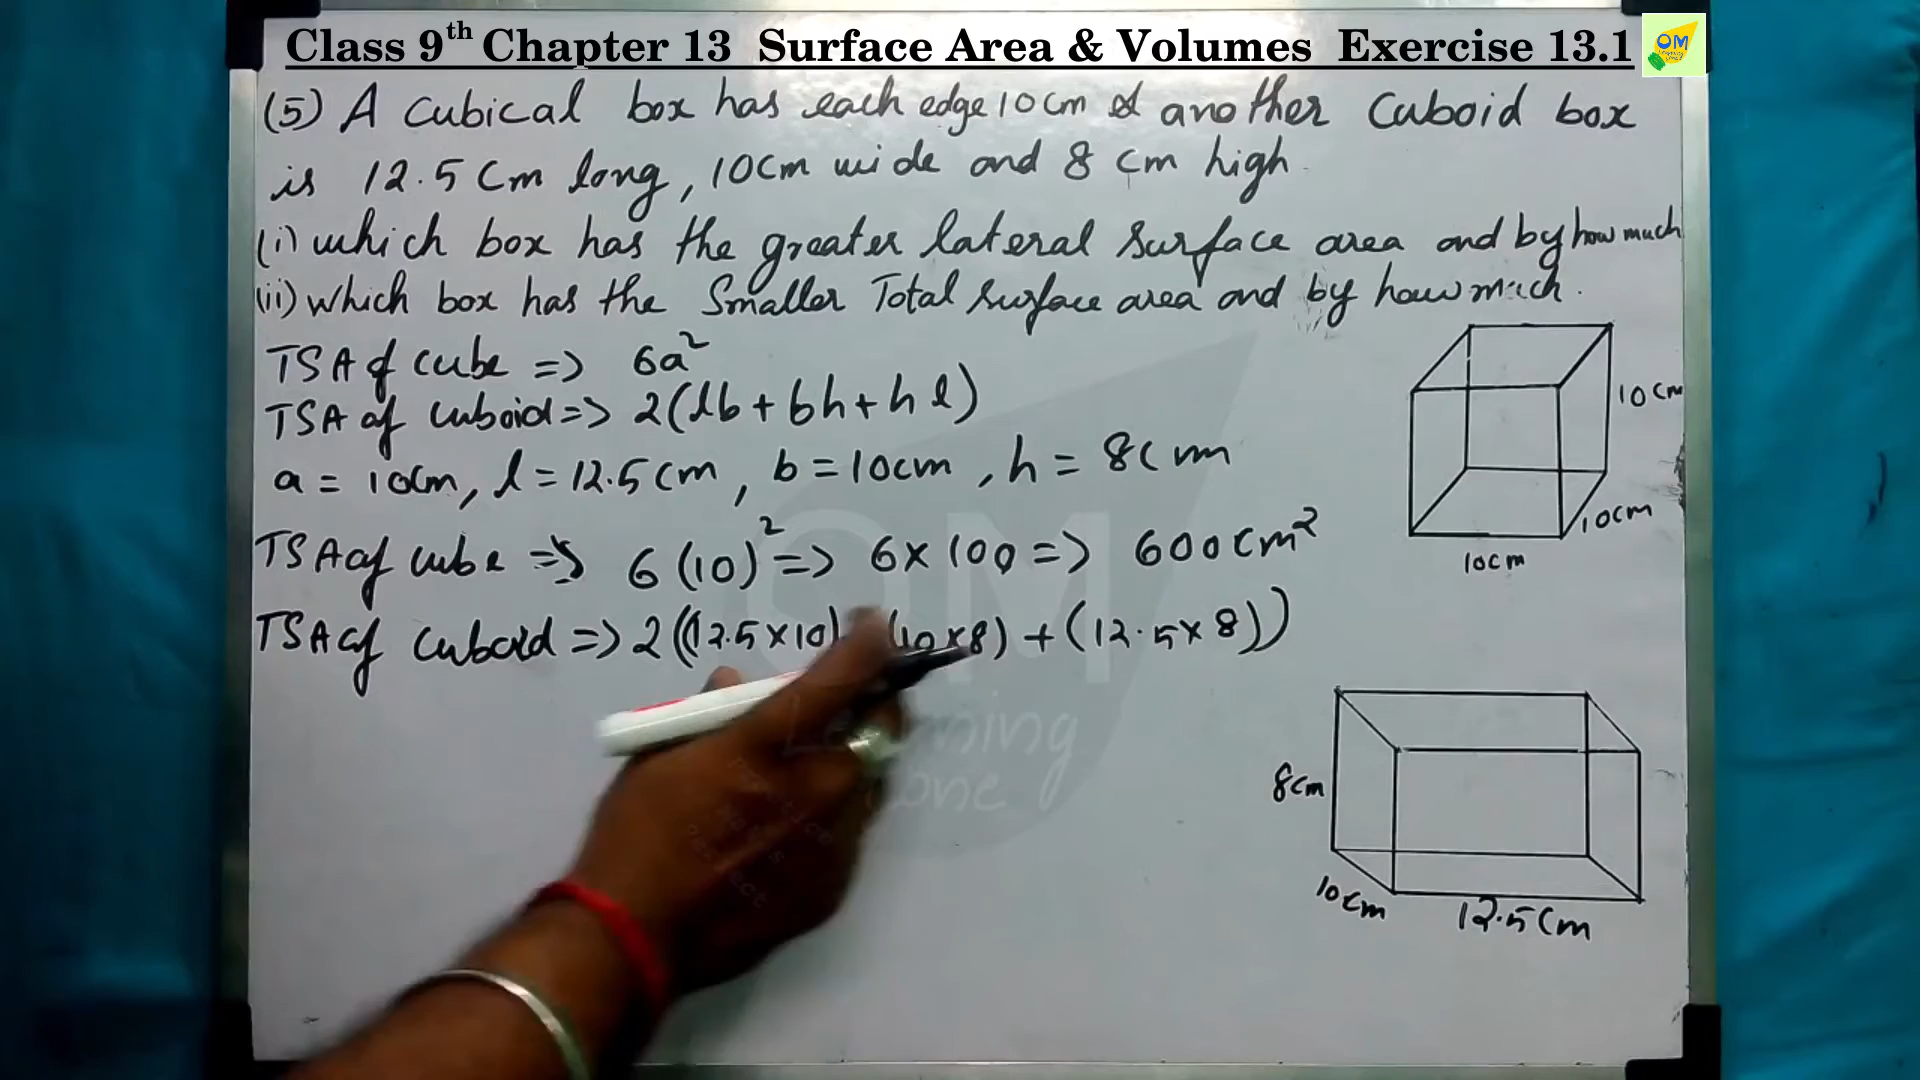 Class 9th Chapter 13 Surface Area & Volumes Exercise 13.1
OM
(5) A Cubical box has each edge 10cm & another Cuboid box
is 12.5 Cm long, 10cm wide and 8 cm high.
(i) which box has the greater lateral surface area and by how much
(ii) which box has the Smaller Total surface area and by how much.
TSA of cube => 6a²
TSA of cuboid => 2(lb + bh + hl)
a = 10cm, l = 12.5cm, b = 10cm, h = 8cm
TSA of cube => 6(10)² => 6 × 100 => 600cm²
TSA of cuboid => 2((12.5×10) (10×8) + (12.5×8))
10cm
10cm
10cm
8cm
10cm
12.5cm
OM
Learning
Zone